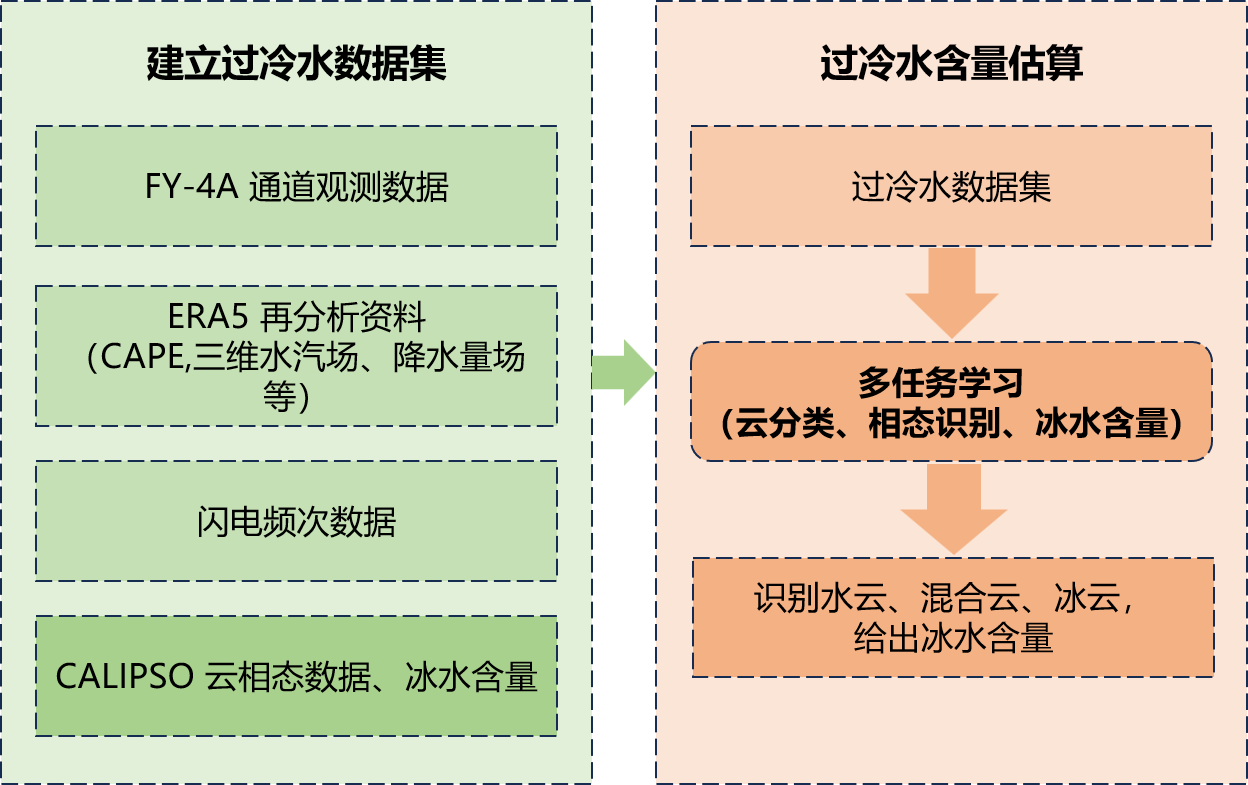 建立过冷水数据集
FY-4A 通道观测数据
ERA5 再分析资料
（CAPE,三维水汽场、降水量场
等）
闪电频次数据
CALIPSO 云相态数据、冰水含量
过冷水含量估算
过冷水数据集
多任务学习
（云分类、相态识别、冰水含量）
识别水云、混合云、冰云，
给出冰水含量